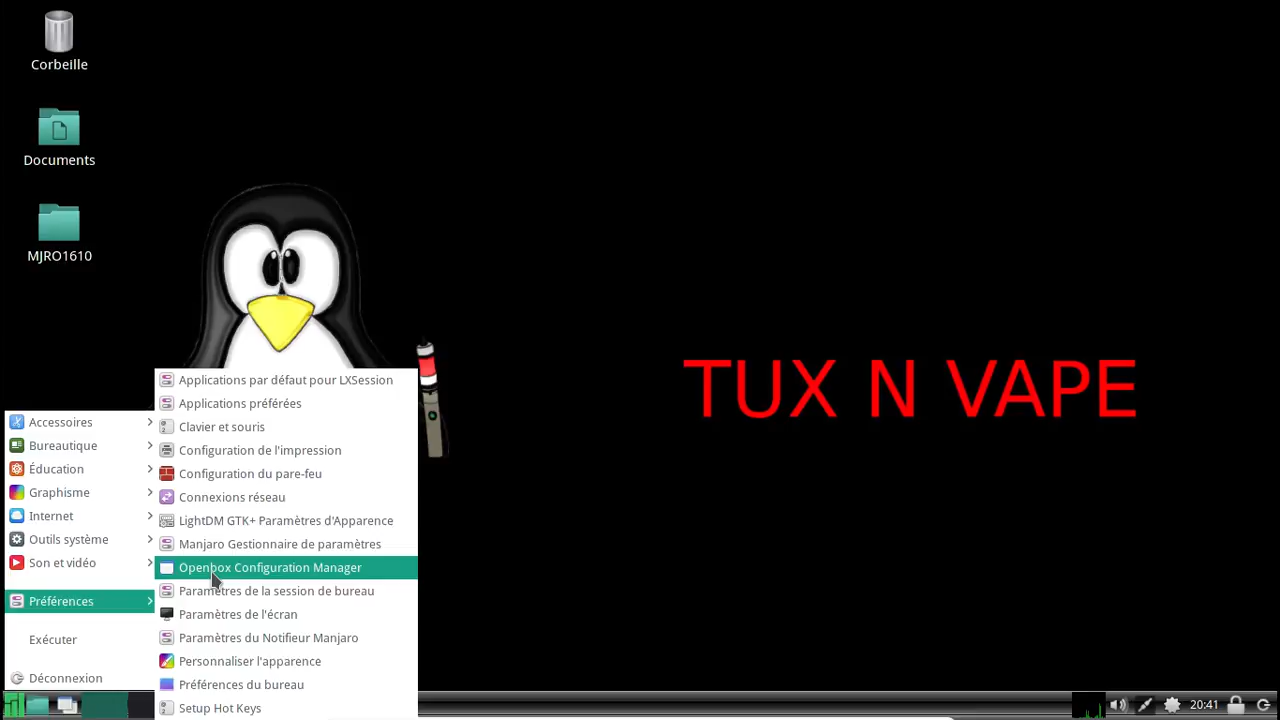 Corbeille
Documents
MJRO1610
TUX N VAPE
Accessoires
Bureautique
Éducation
Graphisme
Internet
Outils système
Son et vidéo
Préférences
Exécuter
Déconnexion
Applications par défaut pour LXSession
Applications préférées
Clavier et souris
Configuration de l'impression
Configuration du pare-feu
Connexions réseau
LightDM GTK+ Paramètres d'Apparence
Manjaro Gestionnaire de paramètres
Openbox Configuration Manager
Paramètres de la session de bureau
Paramètres de l'écran
Paramètres du Notifieur Manjaro
Personnaliser l'apparence
Préférences du bureau
Setup Hot Keys
20:41